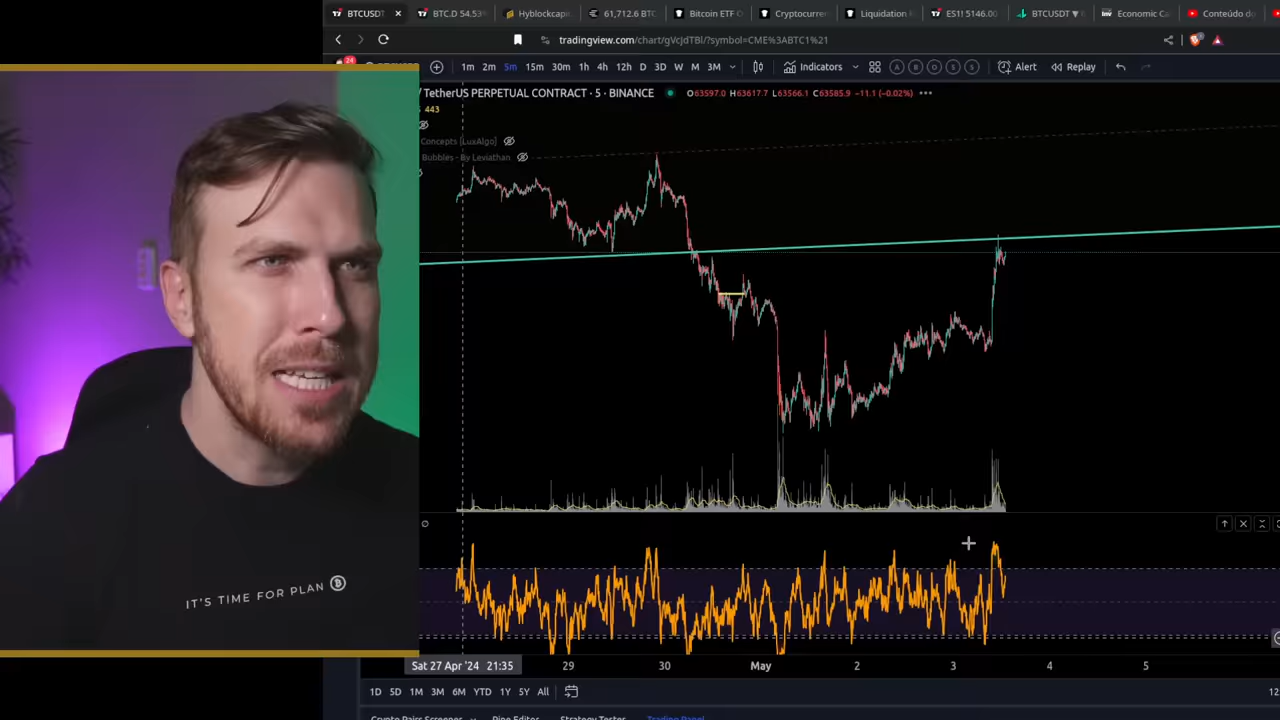 BTCUSDT
BTC.D 54.53%
Hyblockcapi
61,712.6 BTC
Bitcoin ETF
Cryptocurre
Liquidation
ES1! 5146.00
BTCUSDT
Economic Ca
Conteúdo do
tradingview.com/chart/gVcJdTBl/?symbol=CME%3ABTC1%21
24
1m 2m 5m 15m 30m 1h 4h 12h D 3D W M 3M
Indicators
A B O S S
Alert
Replay
/ TetherUS PERPETUAL CONTRACT · 5 · BINANCE
O63597.0 H63617.7 L63566.1 C63585.9 −11.1 (−0.02%)
443
Concepts [LuxAlgo]
Bubbles - By Leviathan
IT'S TIME FOR PLAN B
Sat 27 Apr '24 21:35
29 30 May 2 3 4 5
1D 5D 1M 3M 6M YTD 1Y 5Y All
12
Crypto Pairs Screener
Pine Editor
Strategy Tester
Trading Panel